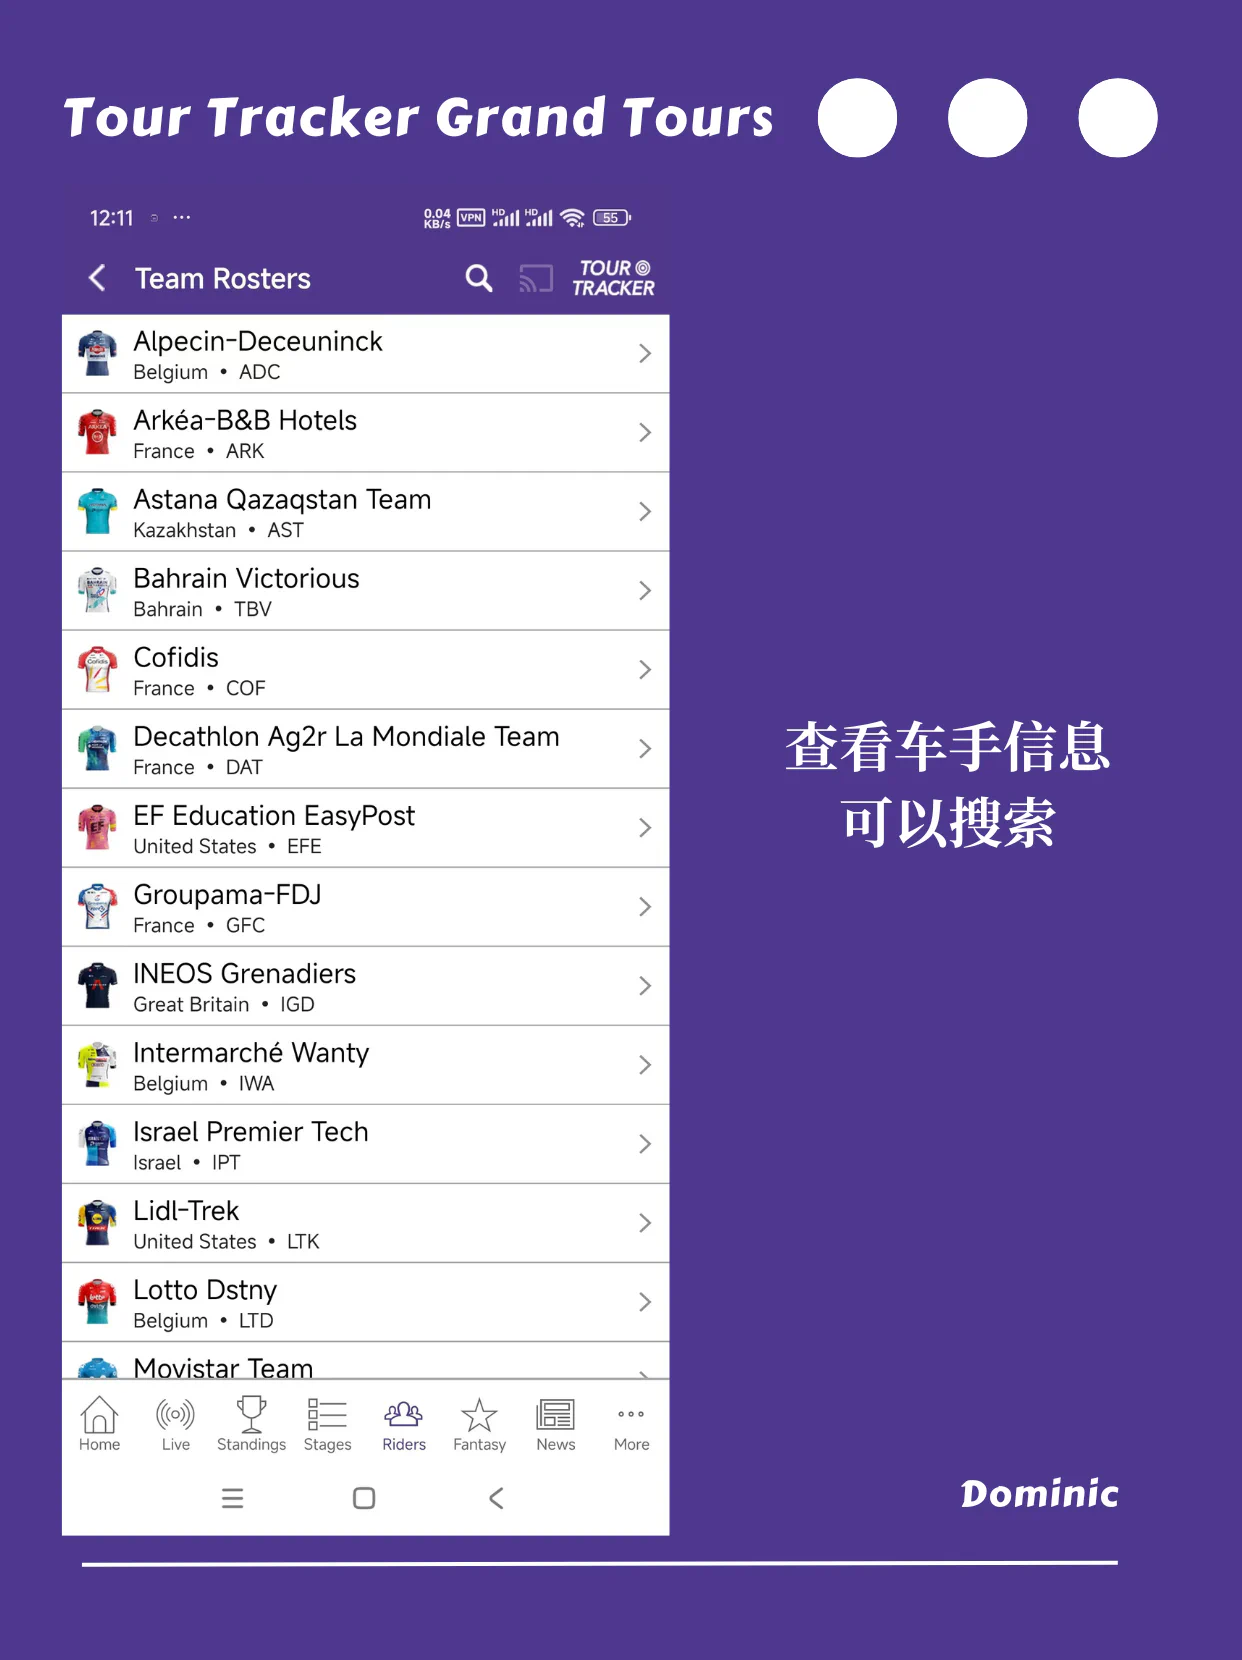 Tour Tracker Grand Tours
12:11
0.04 KB/s VPN HD HD 55
Team Rosters
TOUR TRACKER
Alpecin-Deceuninck
Belgium • ADC
Arkéa-B&B Hotels
France • ARK
Astana Qazaqstan Team
Kazakhstan • AST
Bahrain Victorious
Bahrain • TBV
Cofidis
France • COF
Decathlon Ag2r La Mondiale Team
France • DAT
EF Education EasyPost
United States • EFE
Groupama-FDJ
France • GFC
INEOS Grenadiers
Great Britain • IGD
Intermarché Wanty
Belgium • IWA
Israel Premier Tech
Israel • IPT
Lidl-Trek
United States • LTK
Lotto Dstny
Belgium • LTD
Movistar Team
Home Live Standings Stages Riders Fantasy News More
查看车手信息
可以搜索
Dominic